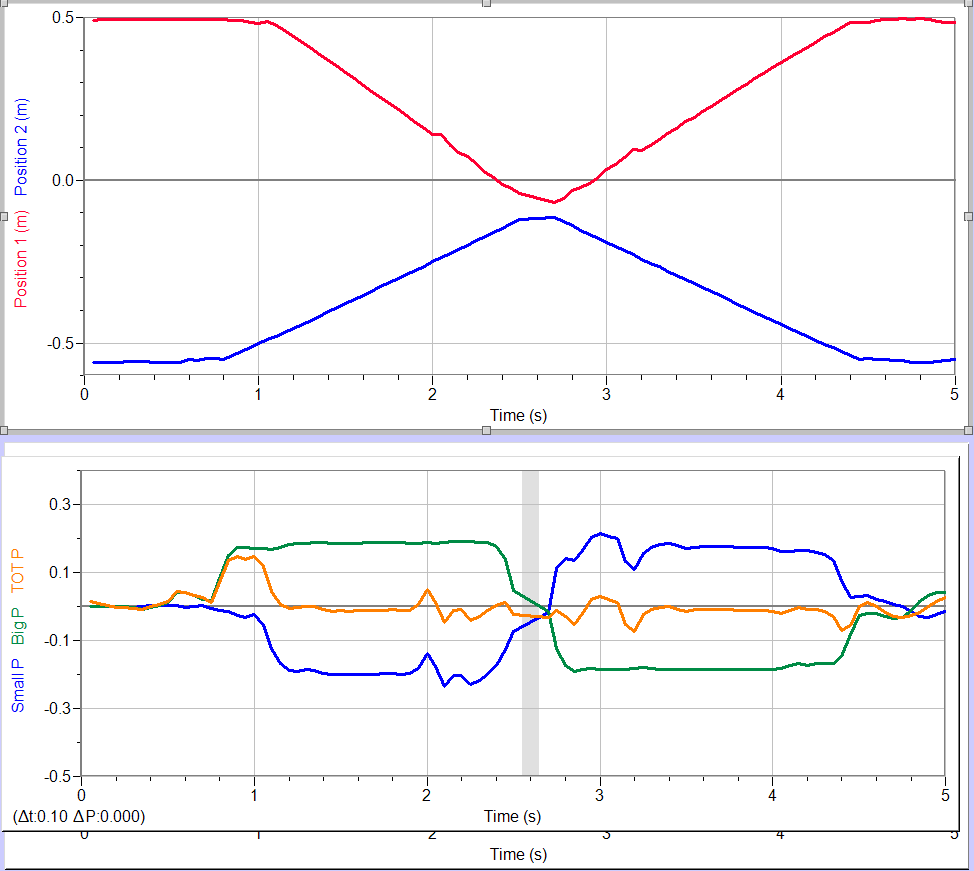 Position 1 (m) Position 2 (m)
0.5
0.0
-0.5
0 1 2 3 4 5
Time (s)
Small P Big P TOT P
0.3
0.1
-0.1
-0.3
-0.5
0 1 2 3 4 5
(Δt:0.10 ΔP:0.000) Time (s)
0 1 2 3 4 5
Time (s)